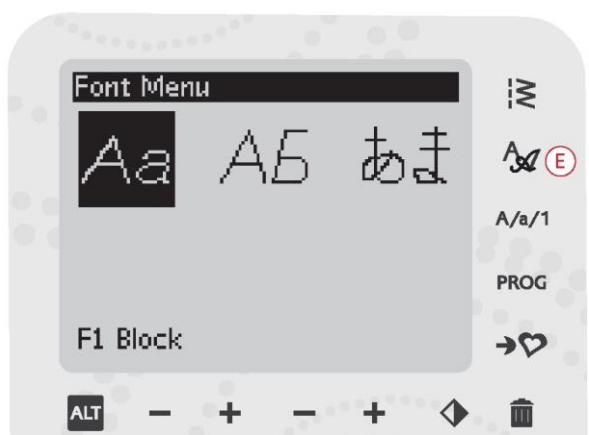 Font Menu
Aa АБ あま
E
A/a/1
PROG
F1 Block
ALT − + − +